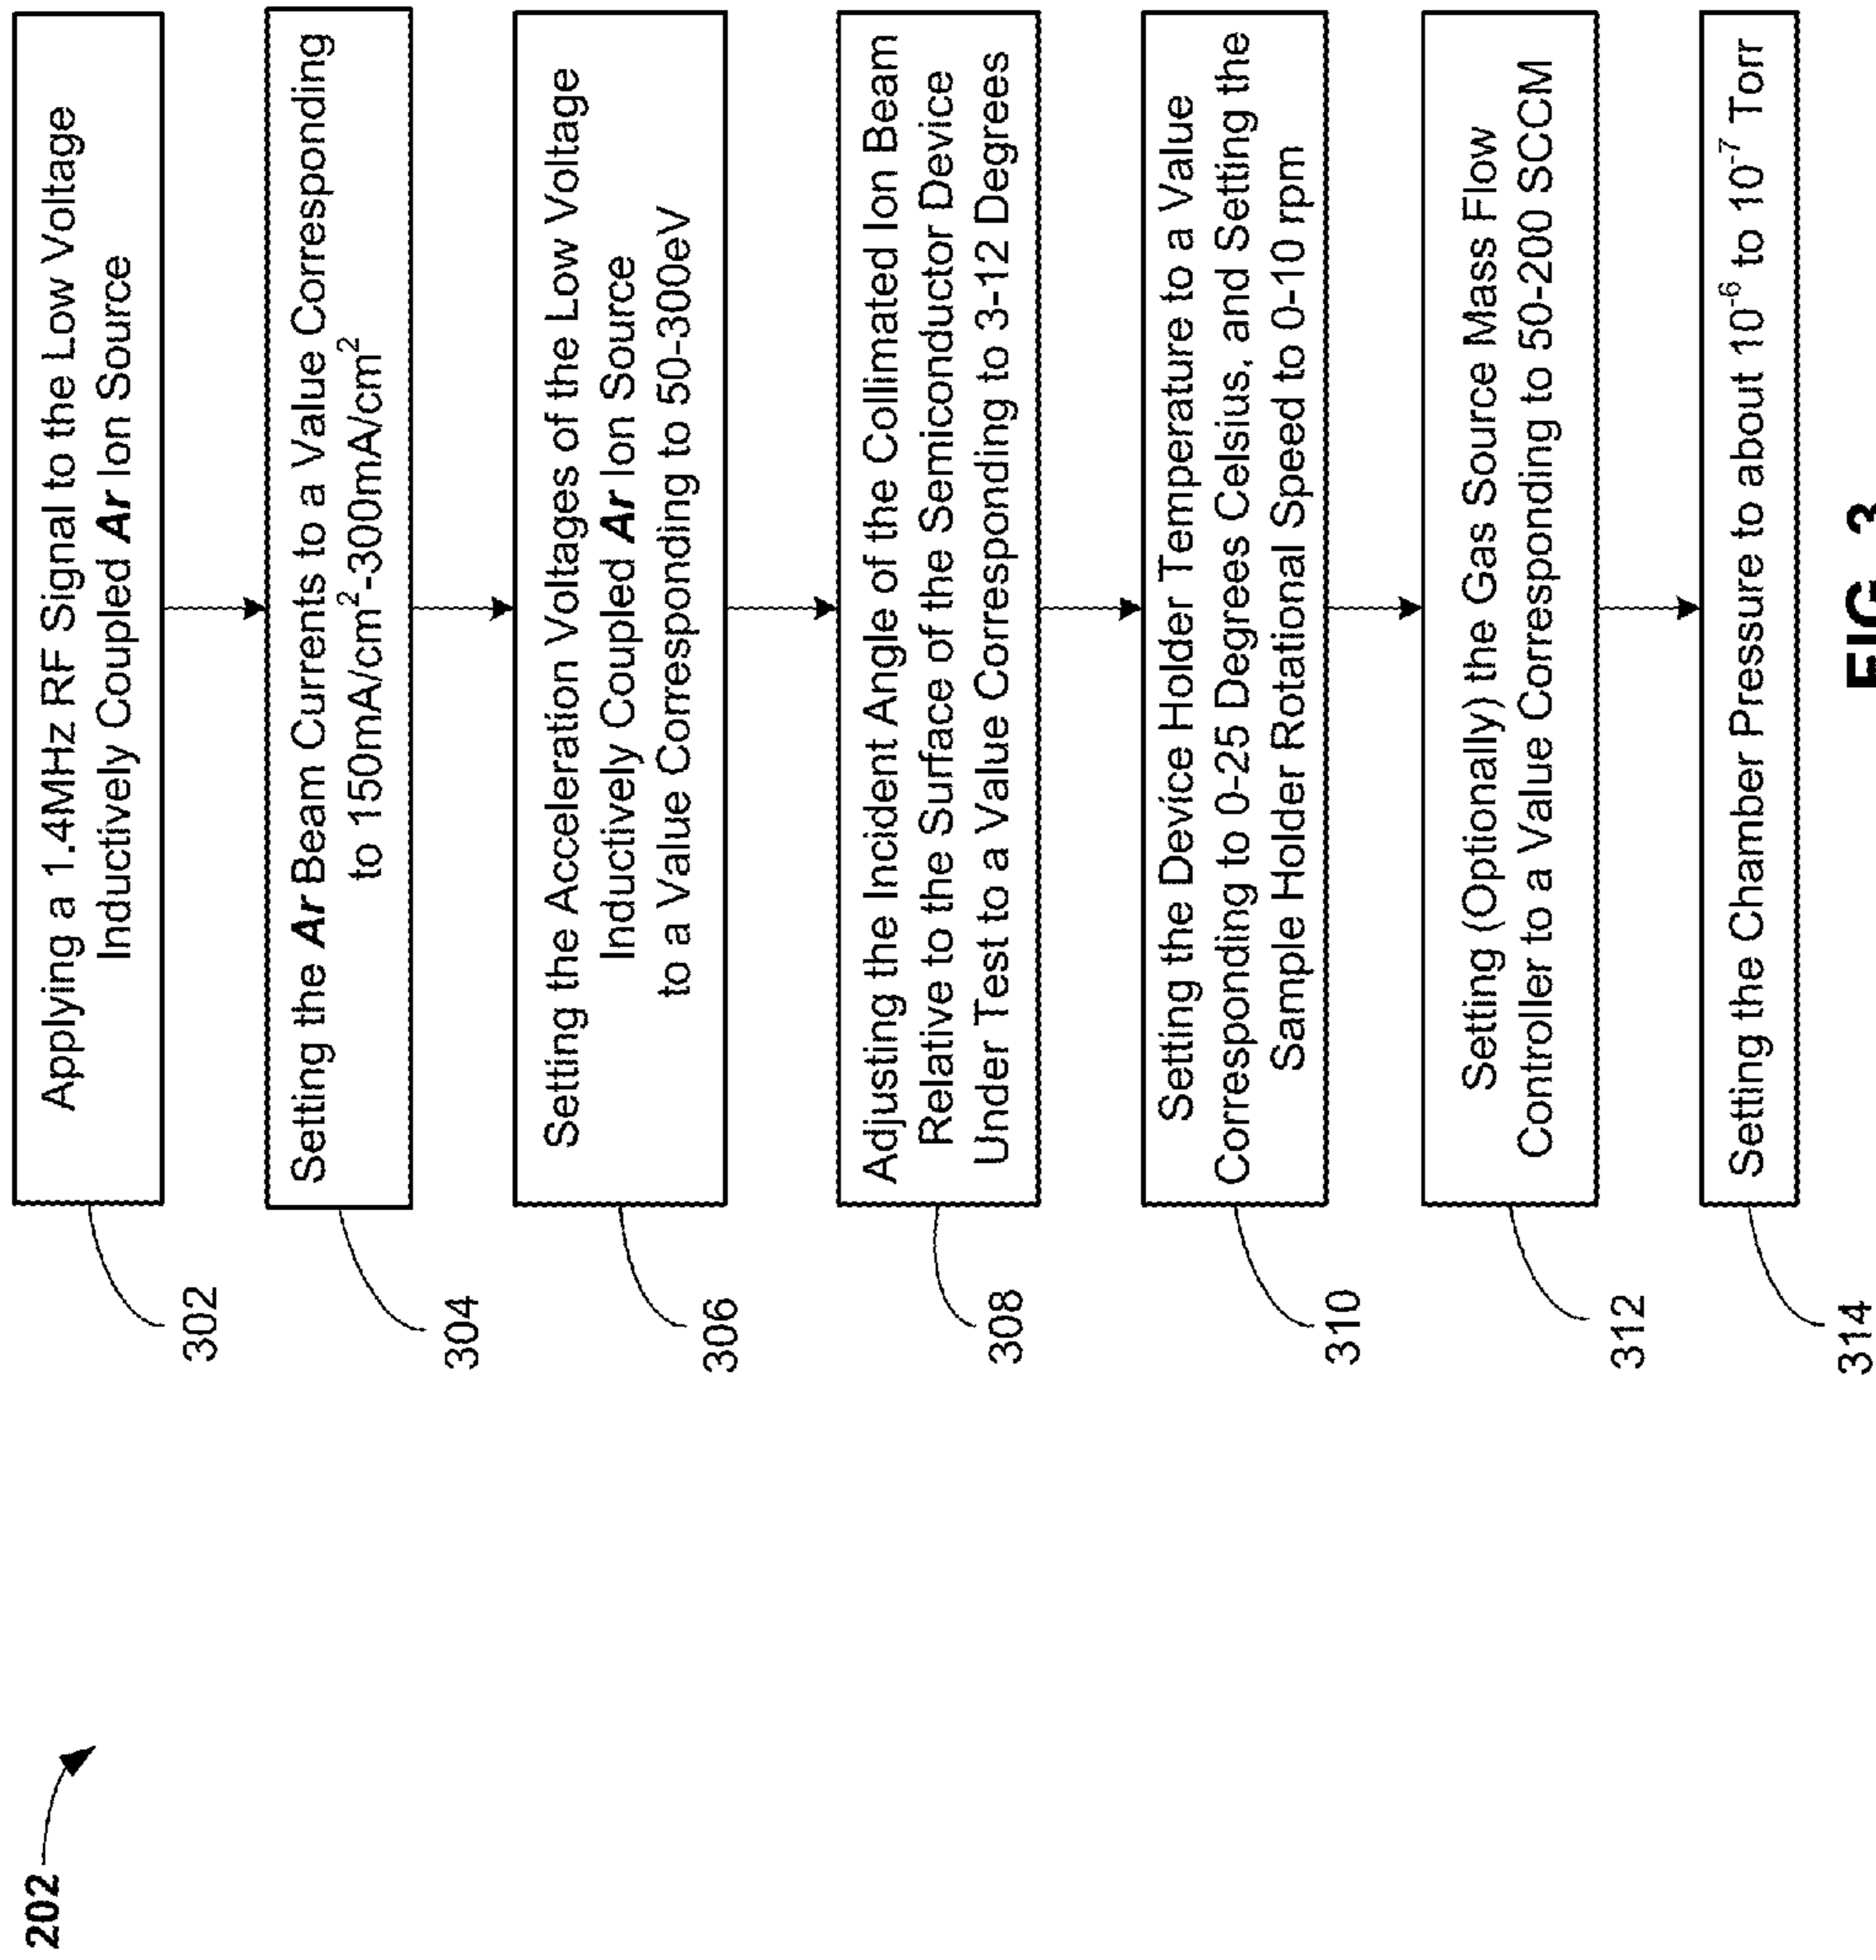 202
Applying a 1.4MHz RF Signal to the Low Voltage
Inductively Coupled Ar Ion Source
302
Setting the Ar Beam Currents to a Value Corresponding
to 150mA/cm²-300mA/cm²
304
Setting the Acceleration Voltages of the Low Voltage
Inductively Coupled Ar Ion Source
to a Value Corresponding to 50-300eV
306
Adjusting the Incident Angle of the Collimated Ion Beam
Relative to the Surface of the Semiconductor Device
Under Test to a Value Corresponding to 3-12 Degrees
308
Setting the Device Holder Temperature to a Value
Corresponding to 0-25 Degrees Celsius, and Setting the
Sample Holder Rotational Speed to 0-10 rpm
310
Setting (Optionally) the Gas Source Mass Flow
Controller to a Value Corresponding to 50-200 SCCM
312
Setting the Chamber Pressure to about 10⁻⁶ to 10⁻⁷ Torr
314
FIG. 3